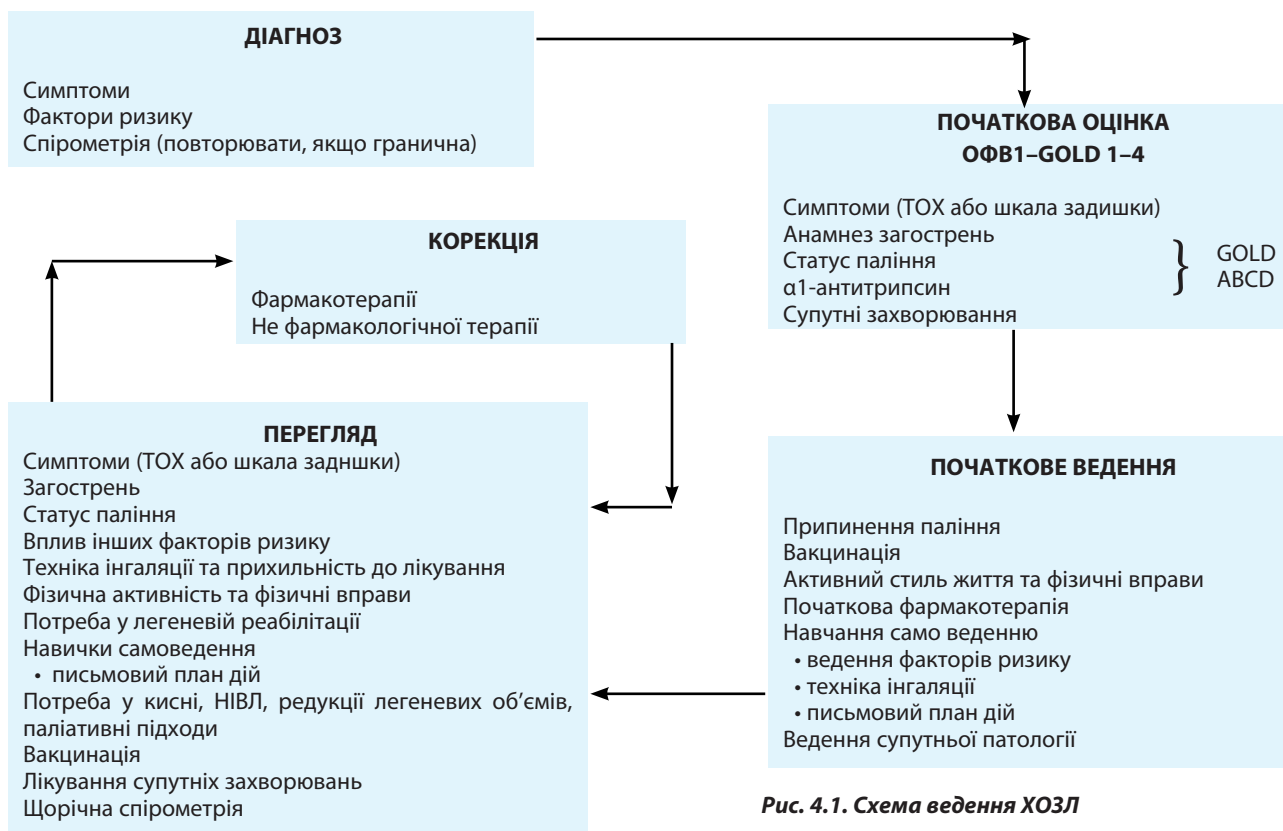 ДІАГНОЗ
Симптоми
Фактори ризику
Спірометрія (повторювати, якщо гранична)
ПОЧАТКОВА ОЦІНКА
ОФВ1–GOLD 1–4
Симптоми (ТОХ або шкала задишки)
Анамнез загострень
Статус паління
α1-антитрипсин
Супутні захворювання
} GOLD
ABCD
КОРЕКЦІЯ
Фармакотерапії
Не фармакологічної терапії
ПЕРЕГЛЯД
Симптоми (ТОХ або шкала задншки)
Загострень
Статус паління
Вплив інших факторів ризику
Техніка інгаляції та прихильність до лікування
Фізична активність та фізичні вправи
Потреба у легеневій реабілітації
Навички самоведення
• письмовий план дій
Потреба у кисні, НІВЛ, редукції легеневих об’ємів,
паліативні підходи
Вакцинація
Лікування супутніх захворювань
Щорічна спірометрія
ПОЧАТКОВЕ ВЕДЕННЯ
Припинення паління
Вакцинація
Активний стиль життя та фізичні вправи
Початкова фармакотерапія
Навчання само веденню
• ведення факторів ризику
• техніка інгаляції
• письмовий план дій
Ведення супутньої патології
Рис. 4.1. Схема ведення ХОЗЛ